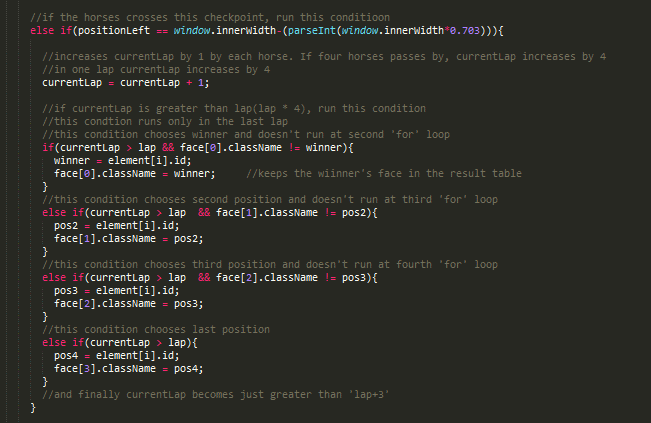 //if the horses crosses this checkpoint, run this conditioon
else if(positionLeft == window.innerWidth-(parseInt(window.innerWidth*0.703))){
//increases currentLap by 1 by each horse. If four horses passes by, currentLap increases by 4
//in one lap currentLap increases by 4
currentLap = currentLap + 1;
//if currentLap is greater than lap(lap * 4), run this condition
//this condtion runs only in the last lap
//this condition chooses winner and doesn't run at second 'for' loop
if(currentLap > lap && face[0].className != winner){
winner = element[i].id;
face[0].className = winner;     //keeps the wiinner's face in the result table
}
//this condition chooses second position and doesn't run at third 'for' loop
else if(currentLap > lap  && face[1].className != pos2){
pos2 = element[i].id;
face[1].className = pos2;
}
//this condition chooses third position and doesn't run at fourth 'for' loop
else if(currentLap > lap  && face[2].className != pos3){
pos3 = element[i].id;
face[2].className = pos3;
}
//this condition chooses last position
else if(currentLap > lap){
pos4 = element[i].id;
face[3].className = pos4;
}
//and finally currentLap becomes just greater than 'lap+3'
}